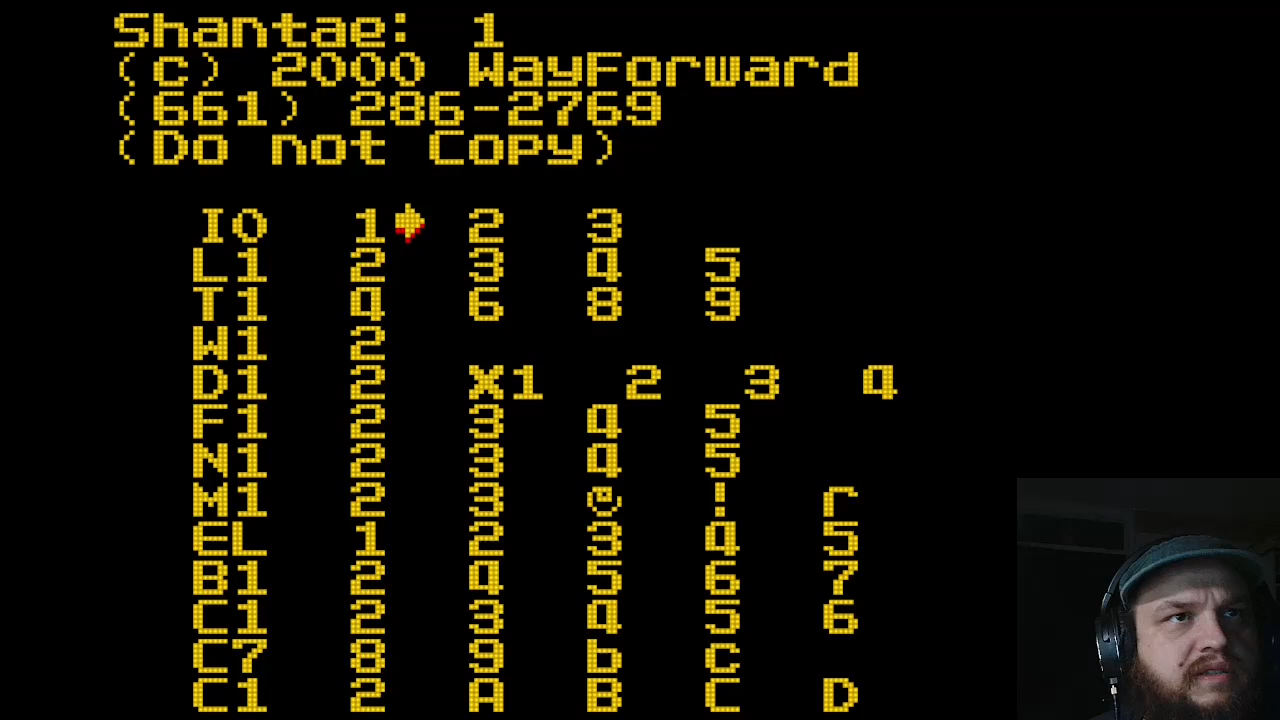 Shantae: 1
(c) 2000 WayForward
(661) 286-2769
(Do not Copy)
I0 1 2 3
L1 2 3 4 5
T1 4 6 8 9
W1 2
D1 2 X1 2 3 4
F1 2 3 4 5
N1 2 3 4 5
M1 2 3 @ ! r
EL 1 2 3 4 5
B1 2 4 5 6 7
C1 2 3 4 5 6
C7 8 9 b c
C1 2 A B C D